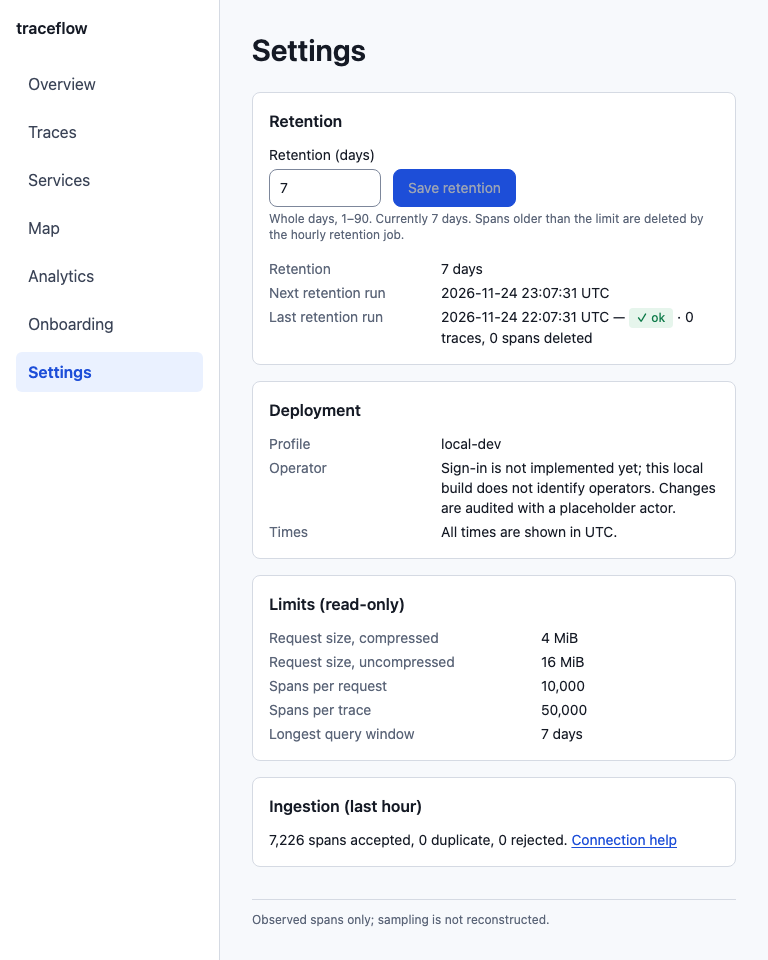 traceflow
Overview
Traces
Services
Map
Analytics
Onboarding
Settings
Settings
Retention
Retention (days)
7
Save retention
Whole days, 1–90. Currently 7 days. Spans older than the limit are deleted by
the hourly retention job.
Retention 7 days
Next retention run 2026-11-24 23:07:31 UTC
Last retention run 2026-11-24 22:07:31 UTC — ✓ ok · 0
traces, 0 spans deleted
Deployment
Profile local-dev
Operator Sign-in is not implemented yet; this local
build does not identify operators. Changes
are audited with a placeholder actor.
Times All times are shown in UTC.
Limits (read-only)
Request size, compressed 4 MiB
Request size, uncompressed 16 MiB
Spans per request 10,000
Spans per trace 50,000
Longest query window 7 days
Ingestion (last hour)
7,226 spans accepted, 0 duplicate, 0 rejected. Connection help
Observed spans only; sampling is not reconstructed.